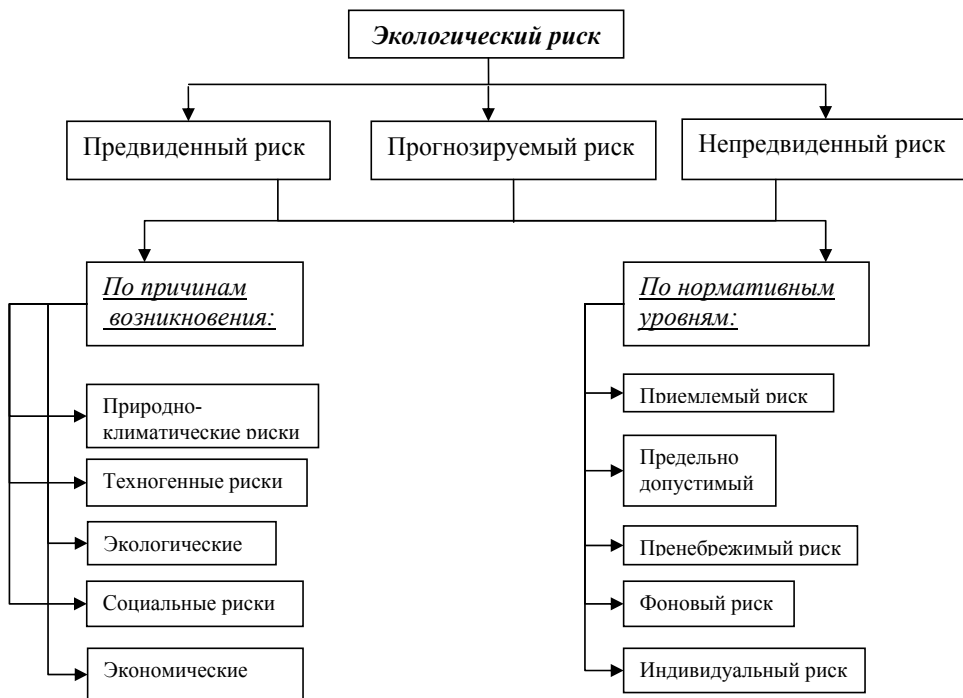 Экологический риск
Предвиденный риск
Прогнозируемый риск
Непредвиденный риск
По причинам
возникновения:
Природно-
климатические риски
Техногенные риски
Экологические
Социальные риски
Экономические
По нормативным
уровням:
Приемлемый риск
Предельно
допустимый
Пренебрежимый риск
Фоновый риск
Индивидуальный риск